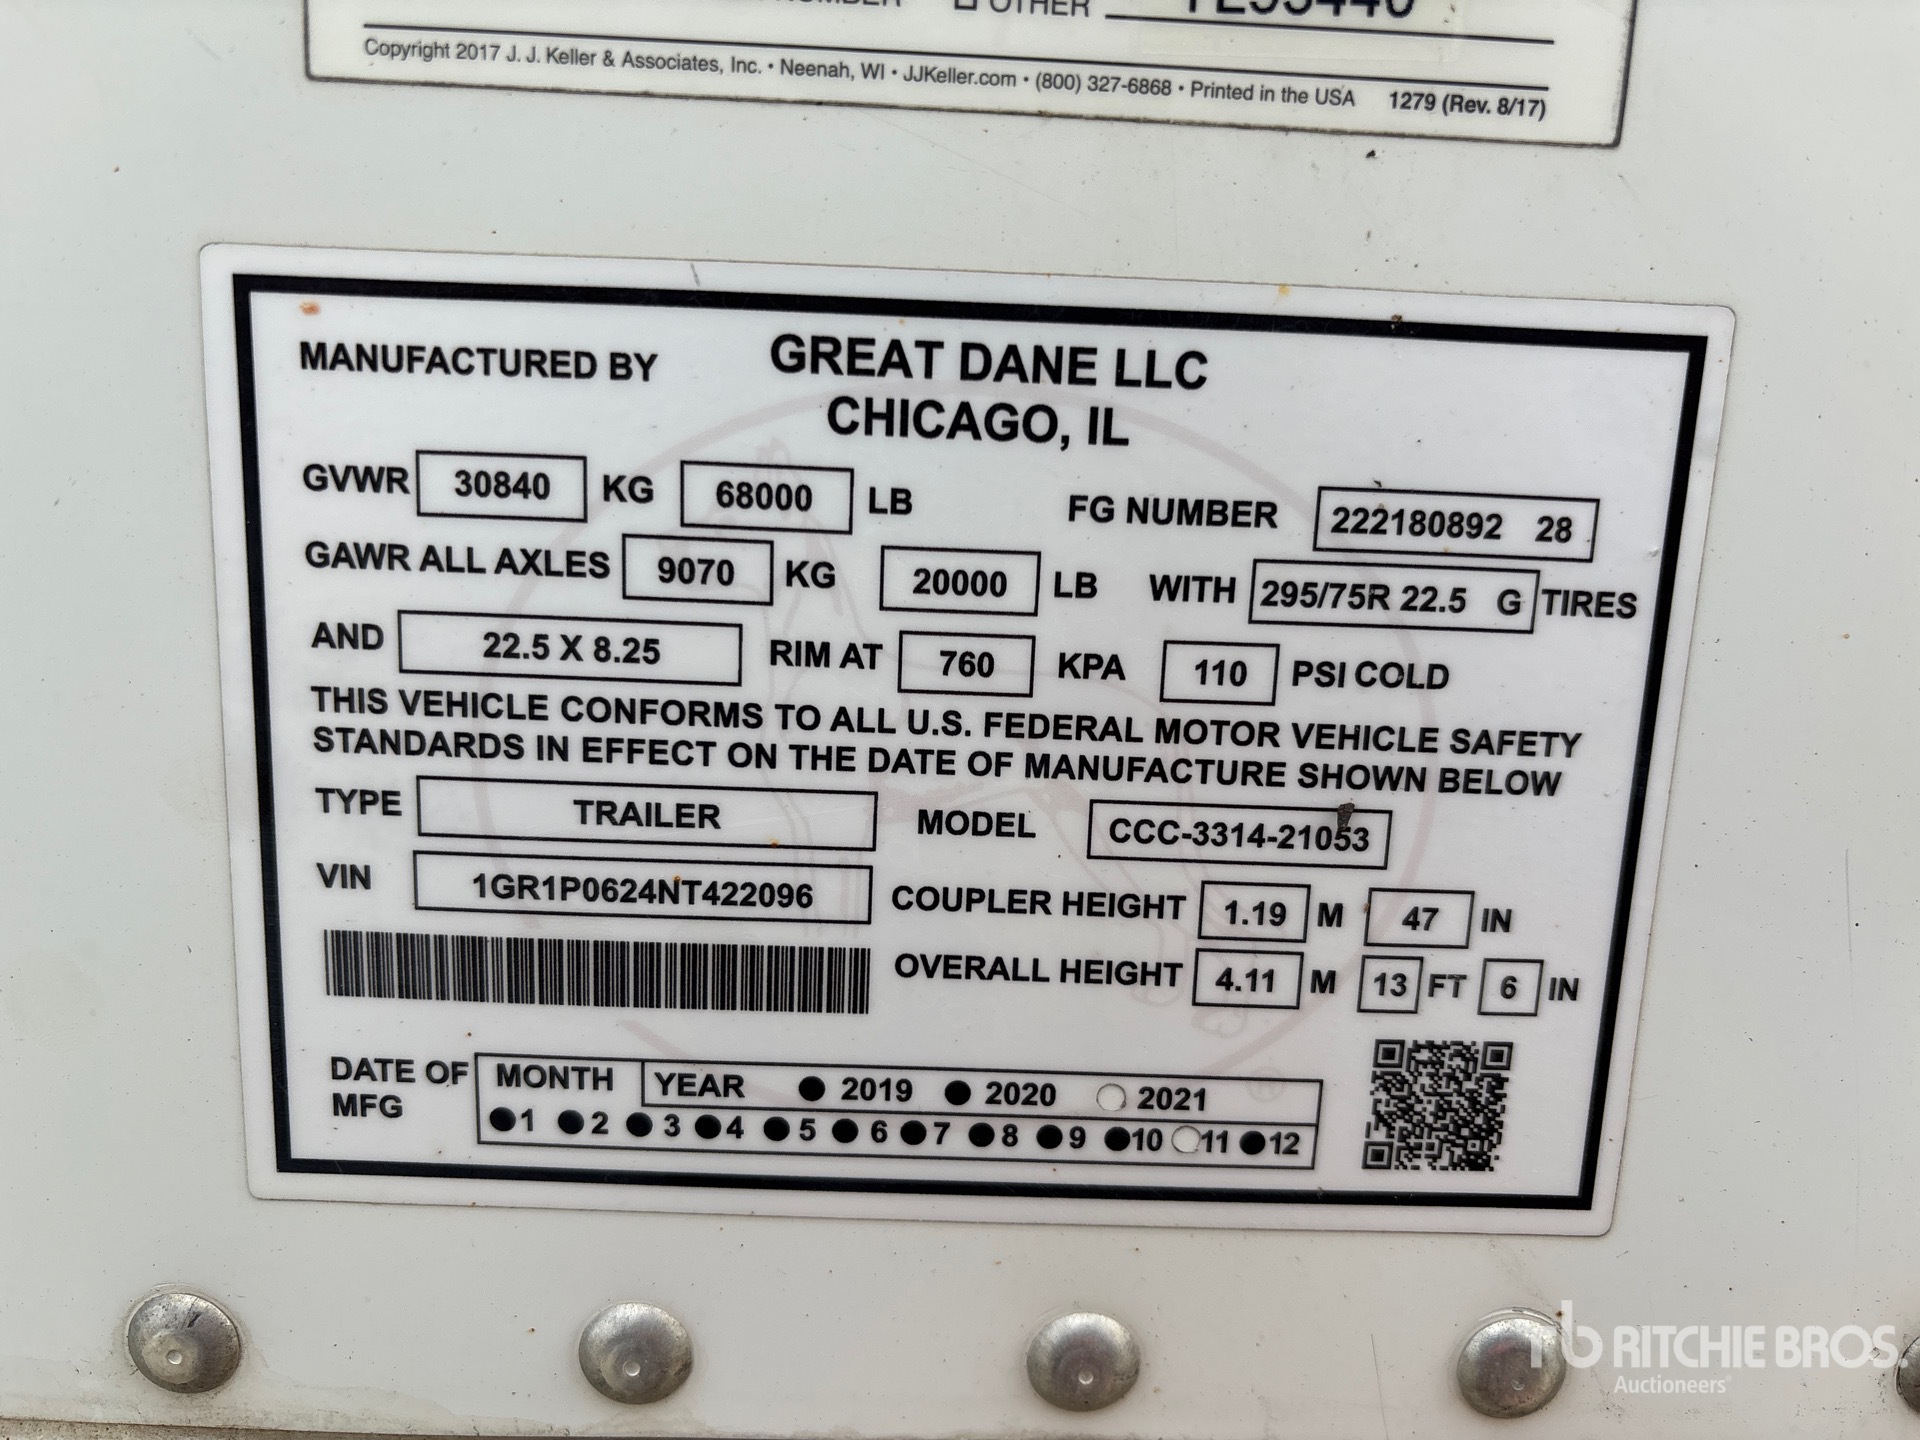 OTHER
Copyright 2017 J. J. Keller & Associates, Inc. • Neenah, WI • JJKeller.com • (800) 327-6868 • Printed in the USA 1279 (Rev. 8/17)
MANUFACTURED BY GREAT DANE LLC
CHICAGO, IL
GVWR 30840 KG 68000 LB FG NUMBER 222180892 28
GAWR ALL AXLES 9070 KG 20000 LB WITH 295/75R 22.5 G TIRES
AND 22.5 X 8.25 RIM AT 760 KPA 110 PSI COLD
THIS VEHICLE CONFORMS TO ALL U.S. FEDERAL MOTOR VEHICLE SAFETY
STANDARDS IN EFFECT ON THE DATE OF MANUFACTURE SHOWN BELOW
TYPE TRAILER MODEL CCC-3314-21053
VIN 1GR1P0624NT422096 COUPLER HEIGHT 1.19 M 47 IN
OVERALL HEIGHT 4.11 M 13 FT 6 IN
DATE OF MFG MONTH YEAR 2019 2020 2021
1 2 3 4 5 6 7 8 9 10 11 12
RITCHIE BROS.
Auctioneers